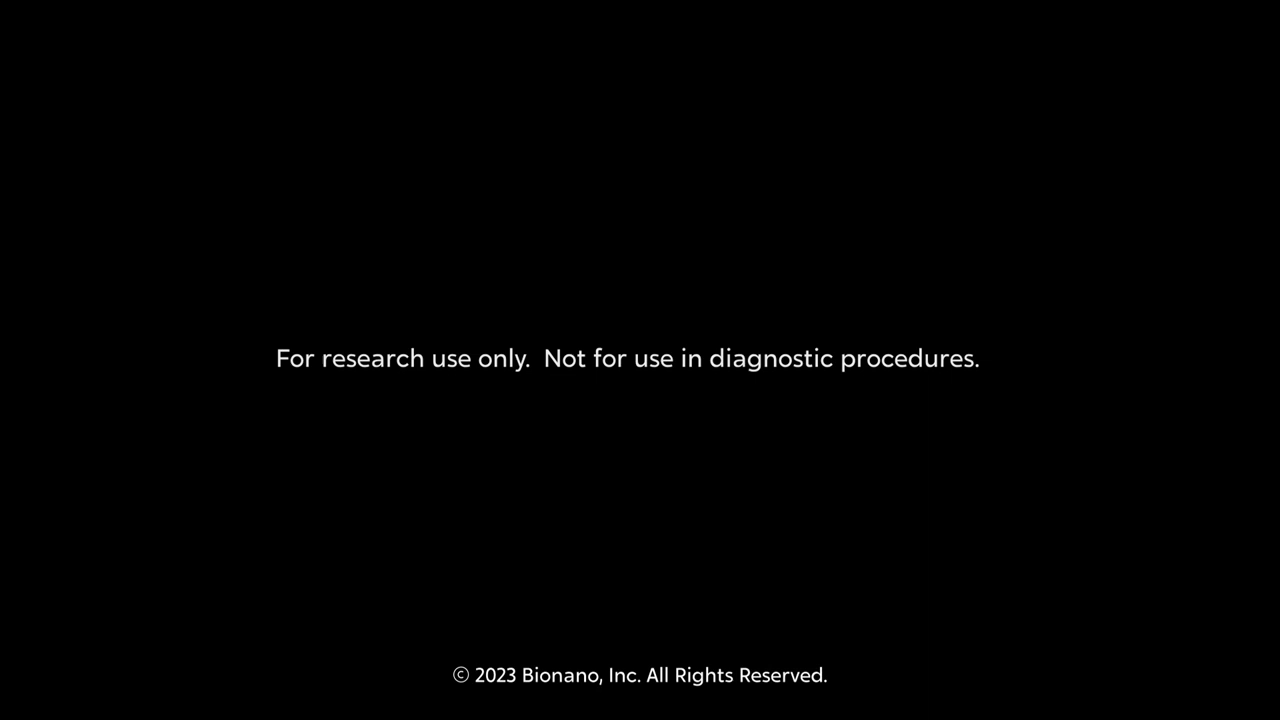 For research use only.  Not for use in diagnostic procedures.
© 2023 Bionano, Inc. All Rights Reserved.